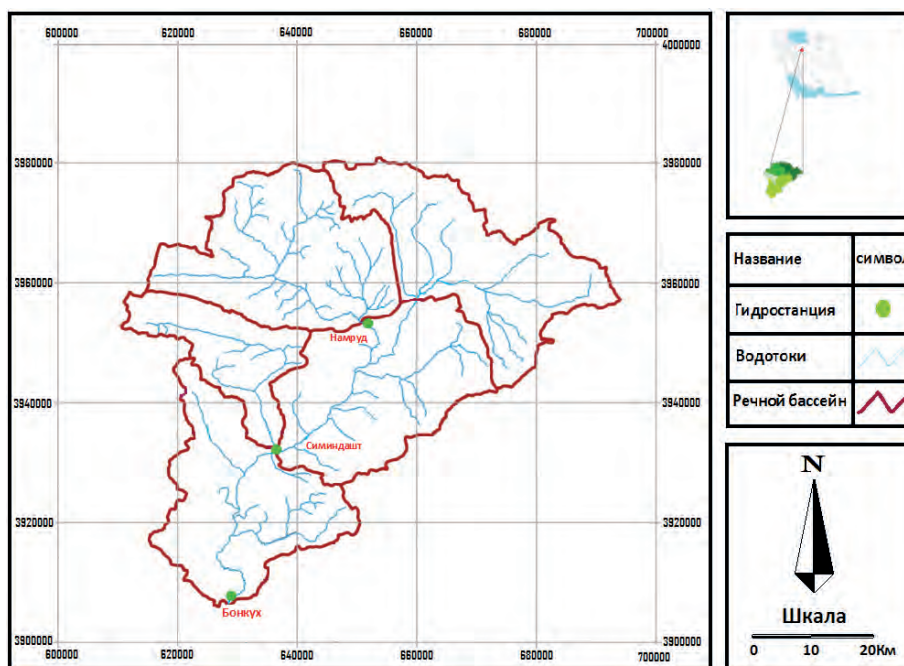 600000 620000 640000 660000 680000 700000
4000000
3980000 3980000
3960000 3960000
Намруд
3940000 3940000
Симиндашт
3920000 3920000
Бонкух
3900000 3900000
600000 620000 640000 660000 680000 700000
Название символ
Гидростанция
Водотоки
Речной бассейн
N
Шкала
0 10 20Км